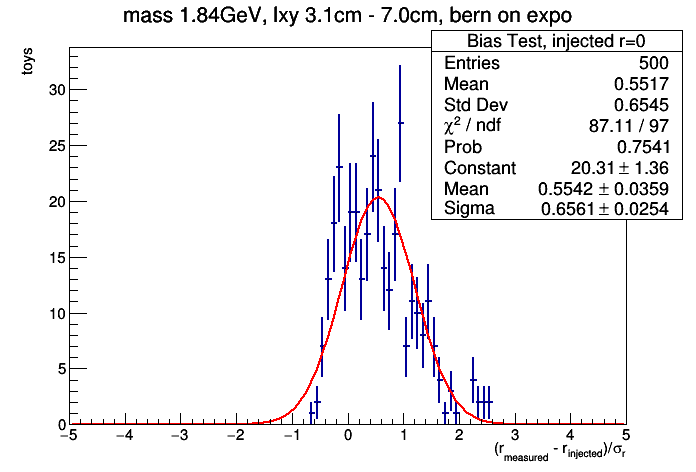 mass 1.84GeV, lxy 3.1cm - 7.0cm, bern on expo
Bias Test, injected r=0
Entries 500
Mean 0.5517
Std Dev 0.6545
χ² / ndf 87.11 / 97
Prob 0.7541
Constant 20.31 ± 1.36
Mean 0.5542 ± 0.0359
Sigma 0.6561 ± 0.0254
toys
30
25
20
15
10
5
0
−5 −4 −3 −2 −1 0 1 2 3 4 5
(r_measured - r_injected)/σ_r